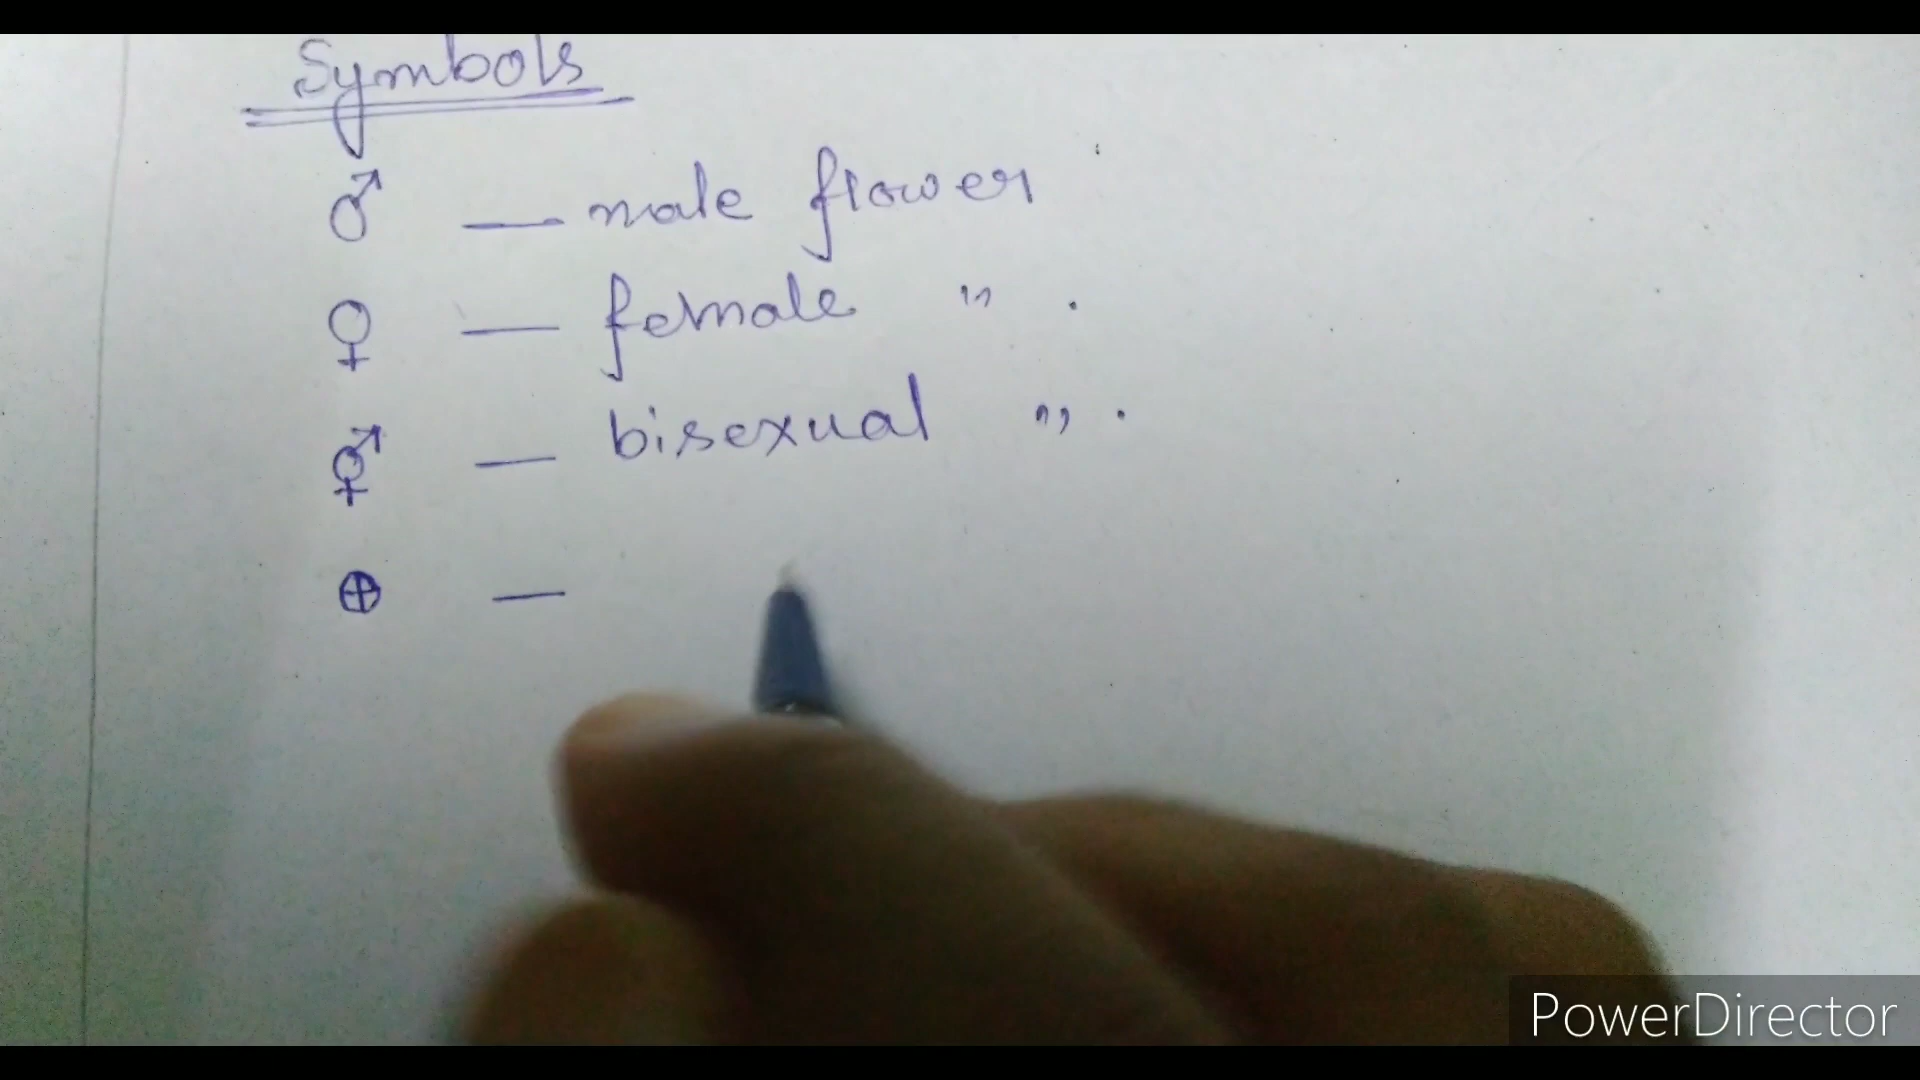 Symbols
♂ — male flower
♀ — female " .
⚥ — bisexual " .
⊕ —
PowerDirector